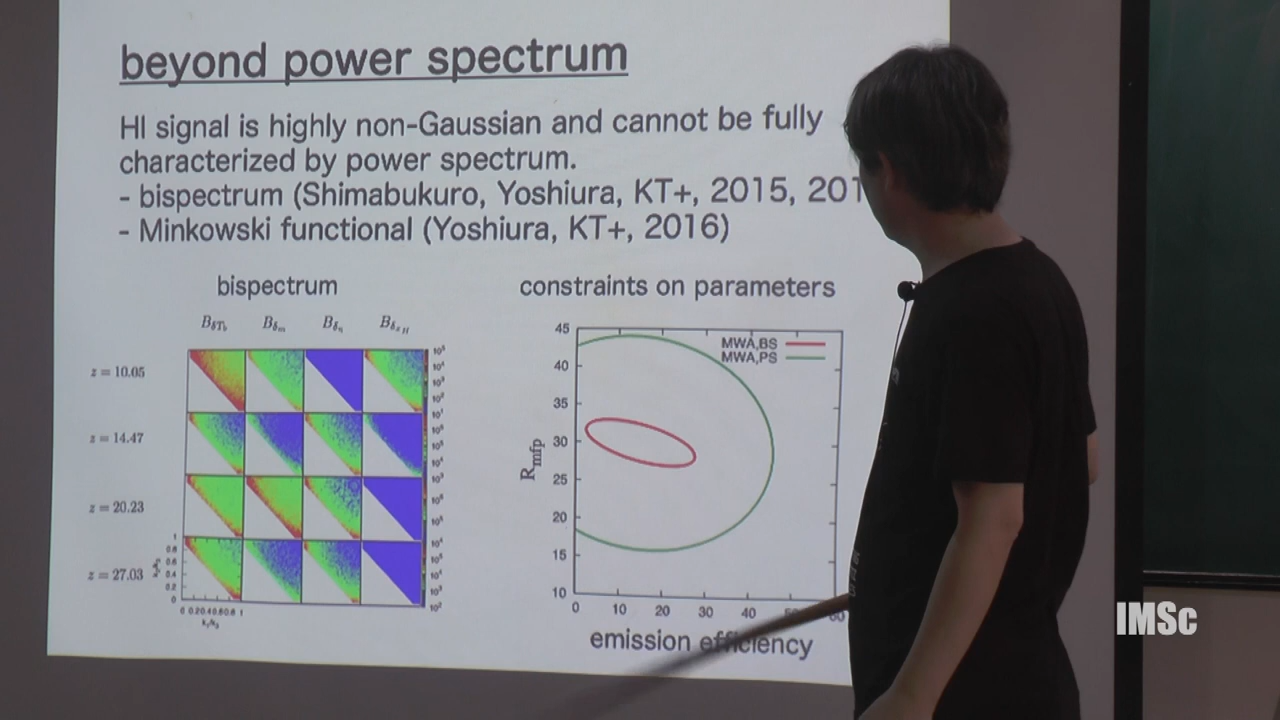 beyond power spectrum
HI signal is highly non-Gaussian and cannot be fully
characterized by power spectrum.
- bispectrum (Shimabukuro, Yoshiura, KT+, 2015, 201
- Minkowski functional (Yoshiura, KT+, 2016)
bispectrum
constraints on parameters
z = 10.05
z = 14.47
z = 20.23
z = 27.03
MWA,BS
MWA,PS
45
40
35
30
25
20
15
10
R_mfp
0 10 20 30 40
emission efficiency
IMSc